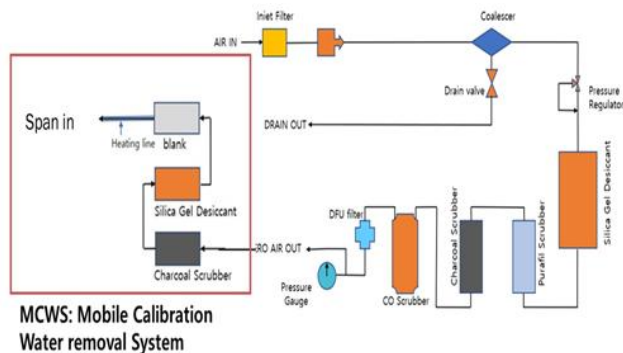 Inlet Filter
Coalescer
AIR IN
Drain valve
Pressure
Regulator
DRAIN OUT
Span in
Heating line
blank
Silica Gel Desiccant
Charcoal Scrubber
ERO AIR OUT
Pressure
Gauge
DFU filter
CO Scrubber
Charcoal Scrubber
Purafil Scrubber
Silica Gel Desiccant
MCWS: Mobile Calibration
Water removal System